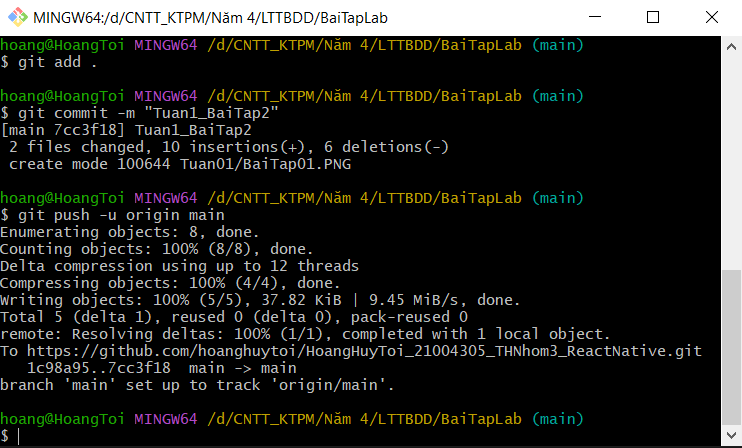 MINGW64:/d/CNTT_KTPM/Năm 4/LTTBDD/BaiTapLab
hoang@HoangToi MINGW64 /d/CNTT_KTPM/Năm 4/LTTBDD/BaiTapLab (main)
$ git add .
hoang@HoangToi MINGW64 /d/CNTT_KTPM/Năm 4/LTTBDD/BaiTapLab (main)
$ git commit -m "Tuan1_BaiTap2"
[main 7cc3f18] Tuan1_BaiTap2
 2 files changed, 10 insertions(+), 6 deletions(-)
 create mode 100644 Tuan01/BaiTap01.PNG
hoang@HoangToi MINGW64 /d/CNTT_KTPM/Năm 4/LTTBDD/BaiTapLab (main)
$ git push -u origin main
Enumerating objects: 8, done.
Counting objects: 100% (8/8), done.
Delta compression using up to 12 threads
Compressing objects: 100% (4/4), done.
Writing objects: 100% (5/5), 37.82 KiB | 9.45 MiB/s, done.
Total 5 (delta 1), reused 0 (delta 0), pack-reused 0
remote: Resolving deltas: 100% (1/1), completed with 1 local object.
To https://github.com/hoanghuytoi/HoangHuyToi_21004305_THNhom3_ReactNative.git
   1c98a95..7cc3f18  main -> main
branch 'main' set up to track 'origin/main'.
hoang@HoangToi MINGW64 /d/CNTT_KTPM/Năm 4/LTTBDD/BaiTapLab (main)
$